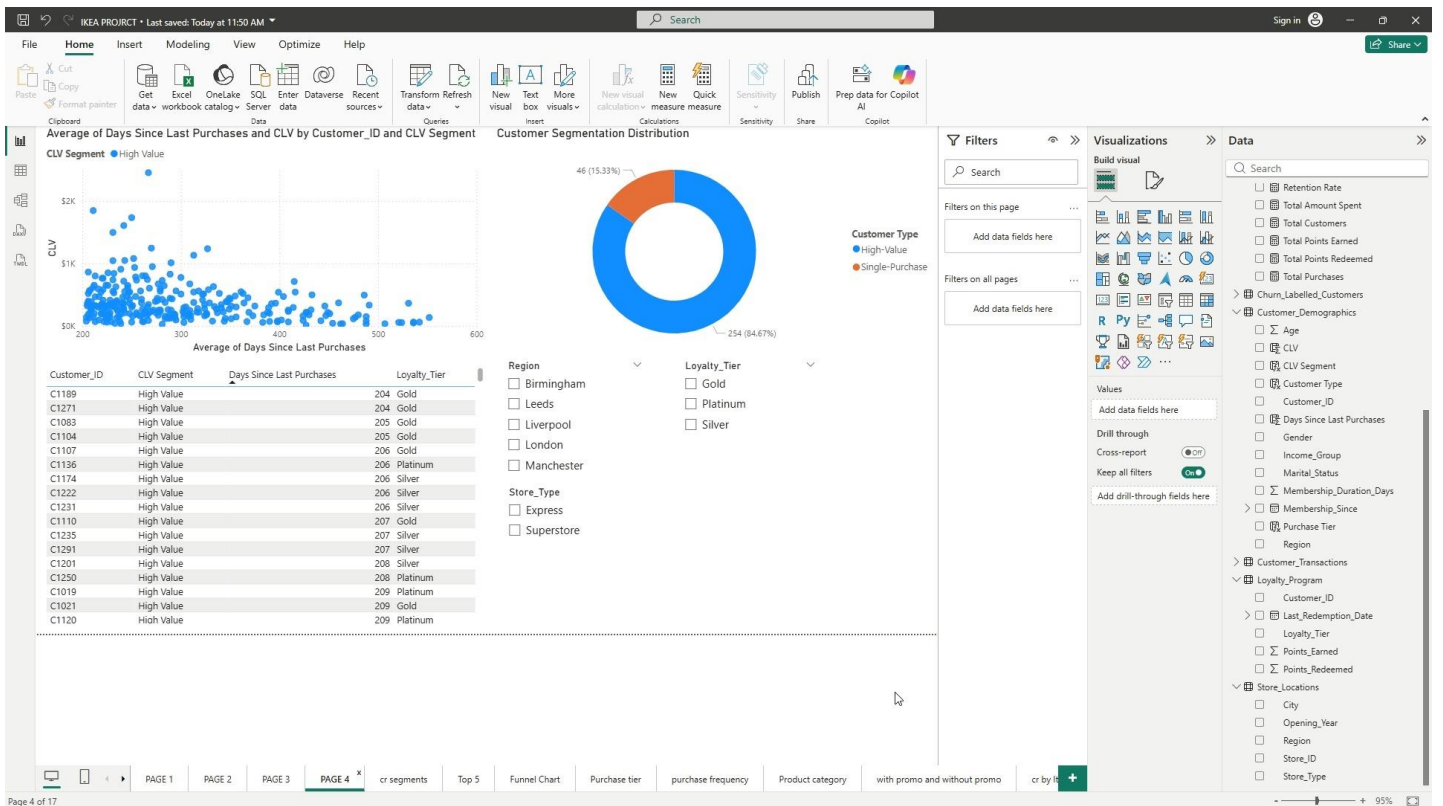 IKEA PROJRCT • Last saved: Today at 11:50 AM
Search
Sign in
File Home Insert Modeling View Optimize Help
Share
Paste
Cut
Copy
Format painter
Clipboard
Get data
Excel workbook
OneLake catalog
SQL Server
Enter data
Dataverse
Recent sources
Data
Transform data
Refresh
Queries
New visual
Text box
More visuals
Insert
New visual calculation
New measure
Quick measure
Calculations
Sensitivity
Sensitivity
Publish
Share
Prep data for AI
Copilot
Copilot
Average of Days Since Last Purchases and CLV by Customer_ID and CLV Segment
CLV Segment High Value
CLV
$2K
$1K
$0K
200 300 400 500 600
Average of Days Since Last Purchases
Customer Segmentation Distribution
46 (15.33%)
254 (84.67%)
Customer Type
High-Value
Single-Purchase
Customer_ID CLV Segment Days Since Last Purchases Loyalty_Tier
C1189 High Value 204 Gold
C1271 High Value 204 Gold
C1083 High Value 205 Gold
C1104 High Value 205 Gold
C1107 High Value 206 Gold
C1136 High Value 206 Platinum
C1174 High Value 206 Silver
C1222 High Value 206 Silver
C1231 High Value 206 Silver
C1110 High Value 207 Gold
C1235 High Value 207 Silver
C1291 High Value 207 Silver
C1201 High Value 208 Silver
C1250 High Value 208 Platinum
C1019 High Value 209 Platinum
C1021 High Value 209 Gold
C1120 High Value 209 Platinum
Region
Birmingham
Leeds
Liverpool
London
Manchester
Loyalty_Tier
Gold
Platinum
Silver
Store_Type
Express
Superstore
Filters
Search
Filters on this page
Add data fields here
Filters on all pages
Add data fields here
Visualizations
Build visual
123
R Py
Values
Add data fields here
Drill through
Cross-report Off
Keep all filters On
Add drill-through fields here
Data
Search
Retention Rate
Total Amount Spent
Total Customers
Total Points Earned
Total Points Redeemed
Total Purchases
Churn_Labelled_Customers
Customer_Demographics
Age
CLV
CLV Segment
Customer Type
Customer_ID
Days Since Last Purchases
Gender
Income_Group
Marital_Status
Membership_Duration_Days
Membership_Since
Purchase Tier
Region
Customer_Transactions
Loyalty_Program
Customer_ID
Last_Redemption_Date
Loyalty_Tier
Points_Earned
Points_Redeemed
Store_Locations
City
Opening_Year
Region
Store_ID
Store_Type
PAGE 1 PAGE 2 PAGE 3 PAGE 4 x cr segments Top 5 Funnel Chart Purchase tier purchase frequency Product category with promo and without promo cr by It +
Page 4 of 17
- + 95%